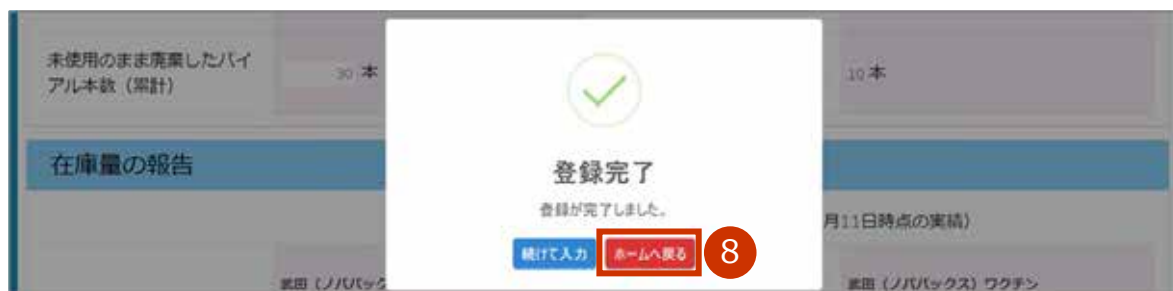 未使用のまま廃棄したバイ
アル本数（累計）
30 本
10 本
在庫量の報告
登録完了
登録が完了しました。
月11日時点の実績)
続けて入力
ホームへ戻る
8
武田（ノババック
武田（ノババックス）ワクチン